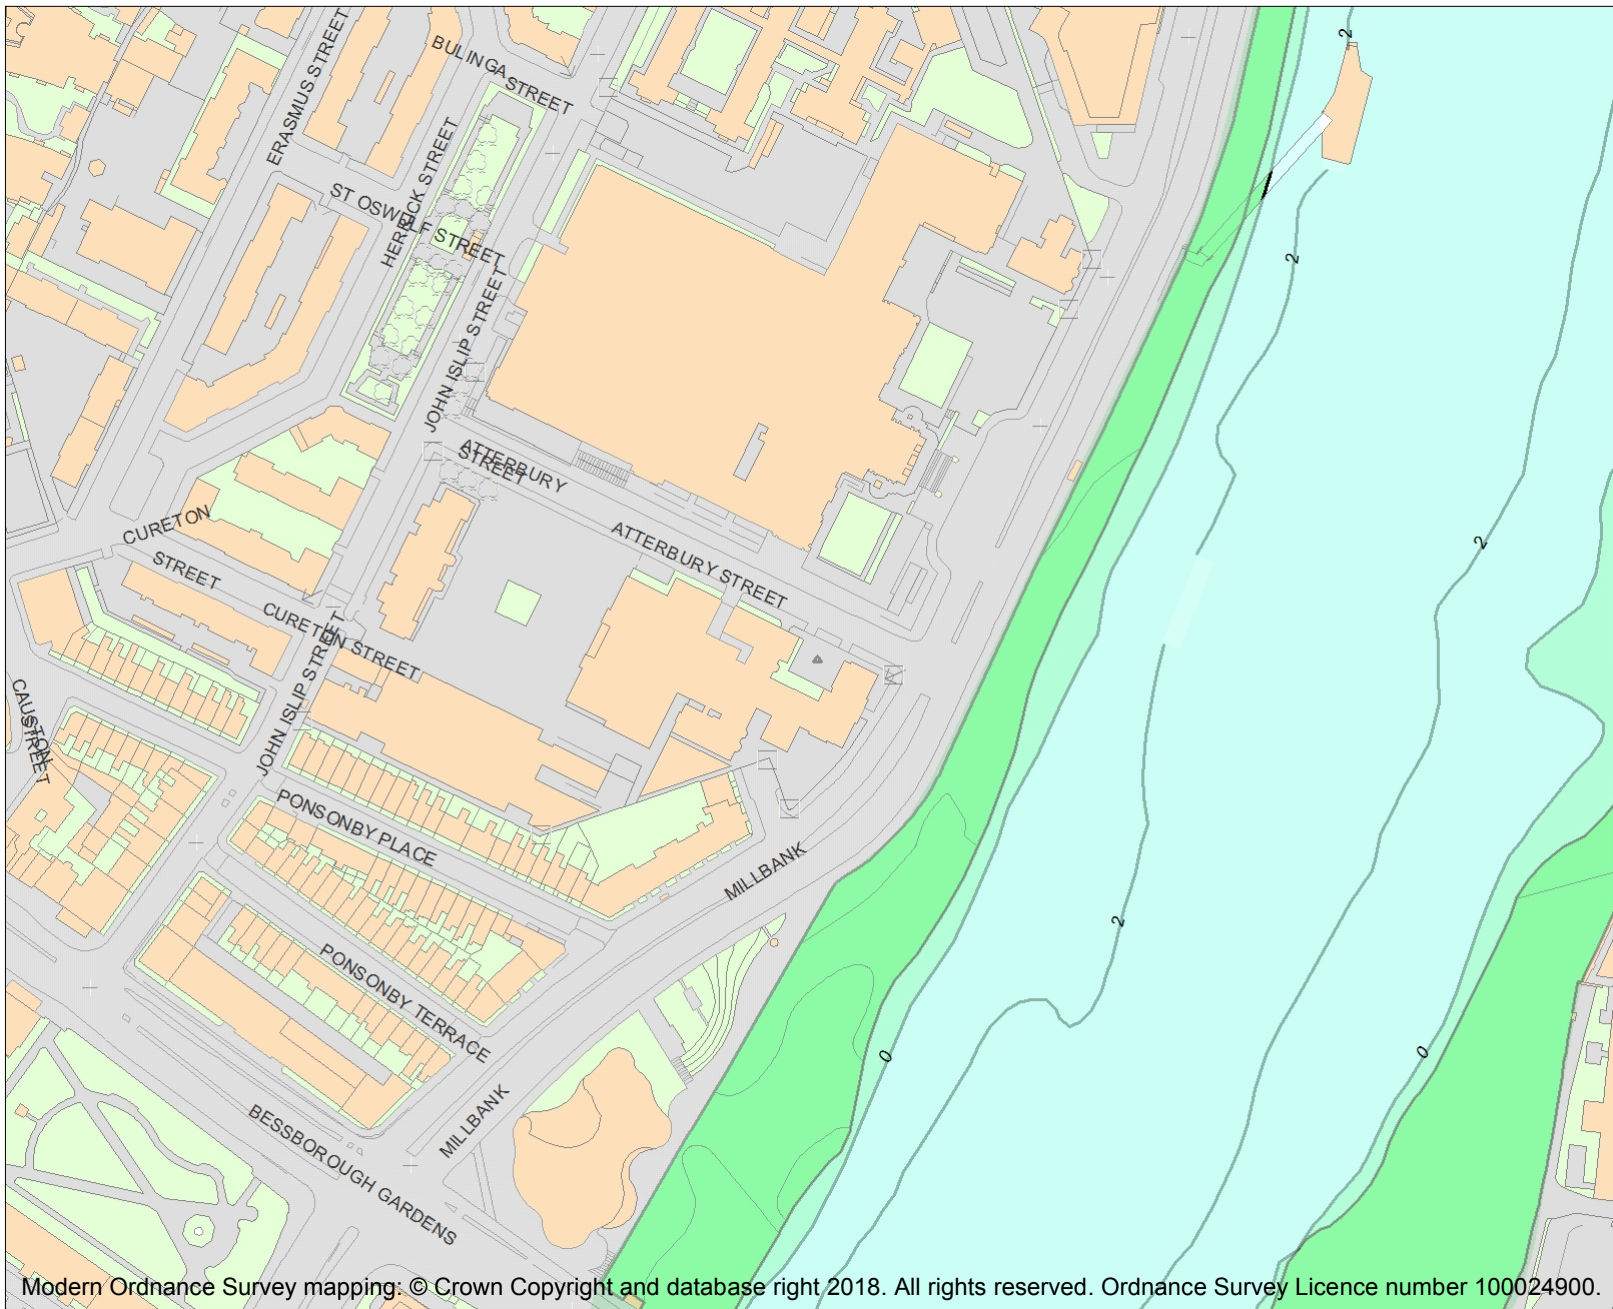 2
BULINGA STREET
ERASMUS STREET
HERRICK STREET
ST OSWULF STREET
2
JOHN ISLIP STREET
ATTERBURY
STREET
CURETON
STREET
ATTERBURY STREET
2
CURETON STREET
JOHN ISLIP STREET
CAUSTON
STREET
PONSONBY PLACE
MILLBANK
2
PONSONBY TERRACE
0
0
MILLBANK
BESSBOROUGH GARDENS
Modern Ordnance Survey mapping: © Crown Copyright and database right 2018. All rights reserved. Ordnance Survey Licence number 100024900.